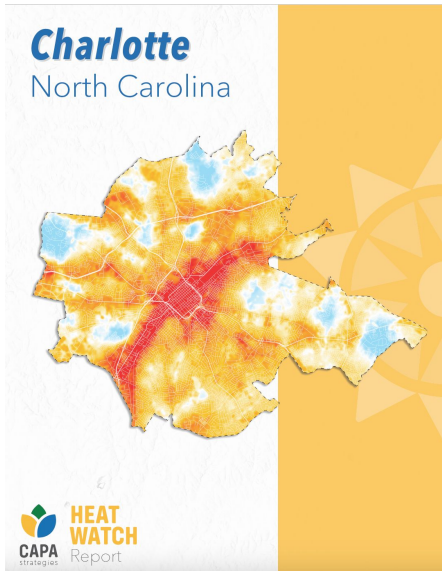 Charlotte
North Carolina
CAPA
strategies
HEAT
WATCH
Report